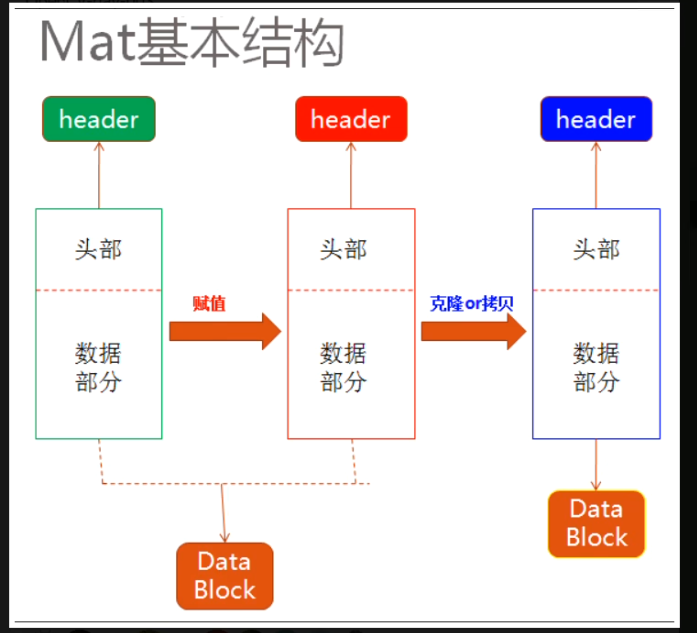 Mat基本结构
header
header
header
头部
头部
头部
赋值
克隆or拷贝
数据
部分
数据
部分
数据
部分
Data
Block
Data
Block